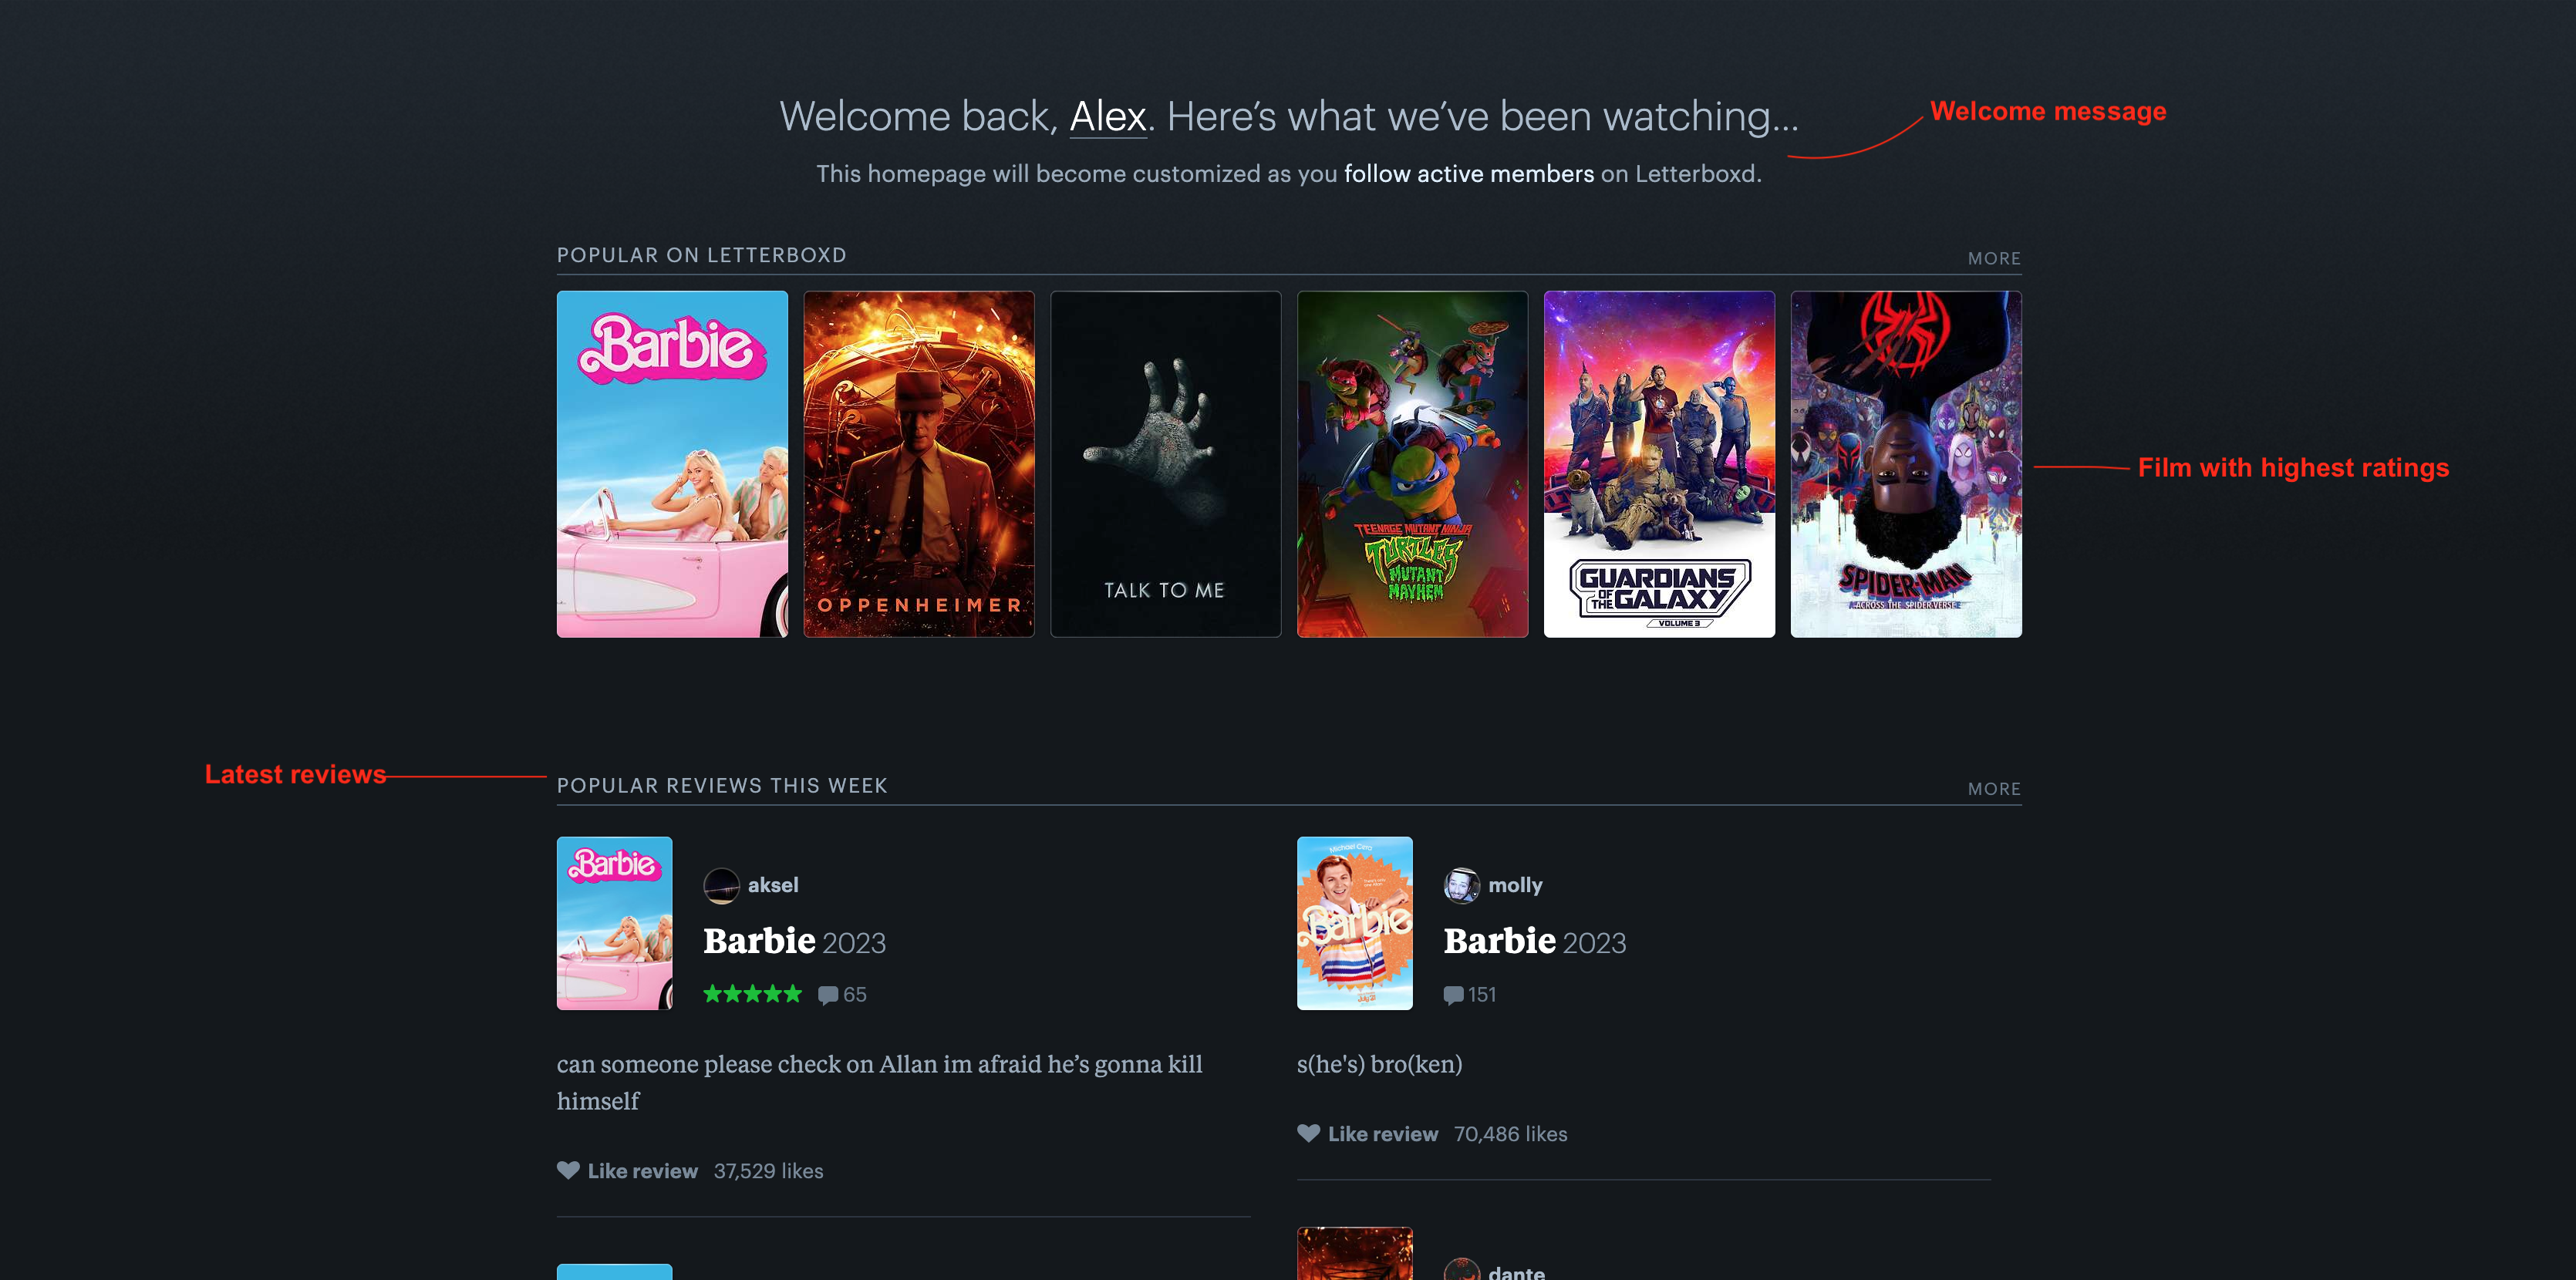 Welcome back, Alex. Here’s what we’ve been watching...
Welcome message
This homepage will become customized as you follow active members on Letterboxd.
POPULAR ON LETTERBOXD
MORE
Barbie
OPPENHEIMER
TALK TO ME
TEENAGE MUTANT NINJA
TURTLES
MUTANT
MAYHEM
GUARDIANS
OF THE GALAXY
VOLUME 3
SPIDER-MAN
ACROSS THE SPIDER-VERSE
Film with highest ratings
Latest reviews
POPULAR REVIEWS THIS WEEK
MORE
Barbie
aksel
Barbie 2023
65
can someone please check on Allan im afraid he’s gonna kill
himself
Like review 37,529 likes
Michael Cera
Barbie
molly
Barbie 2023
151
s(he's) bro(ken)
Like review 70,486 likes
dante